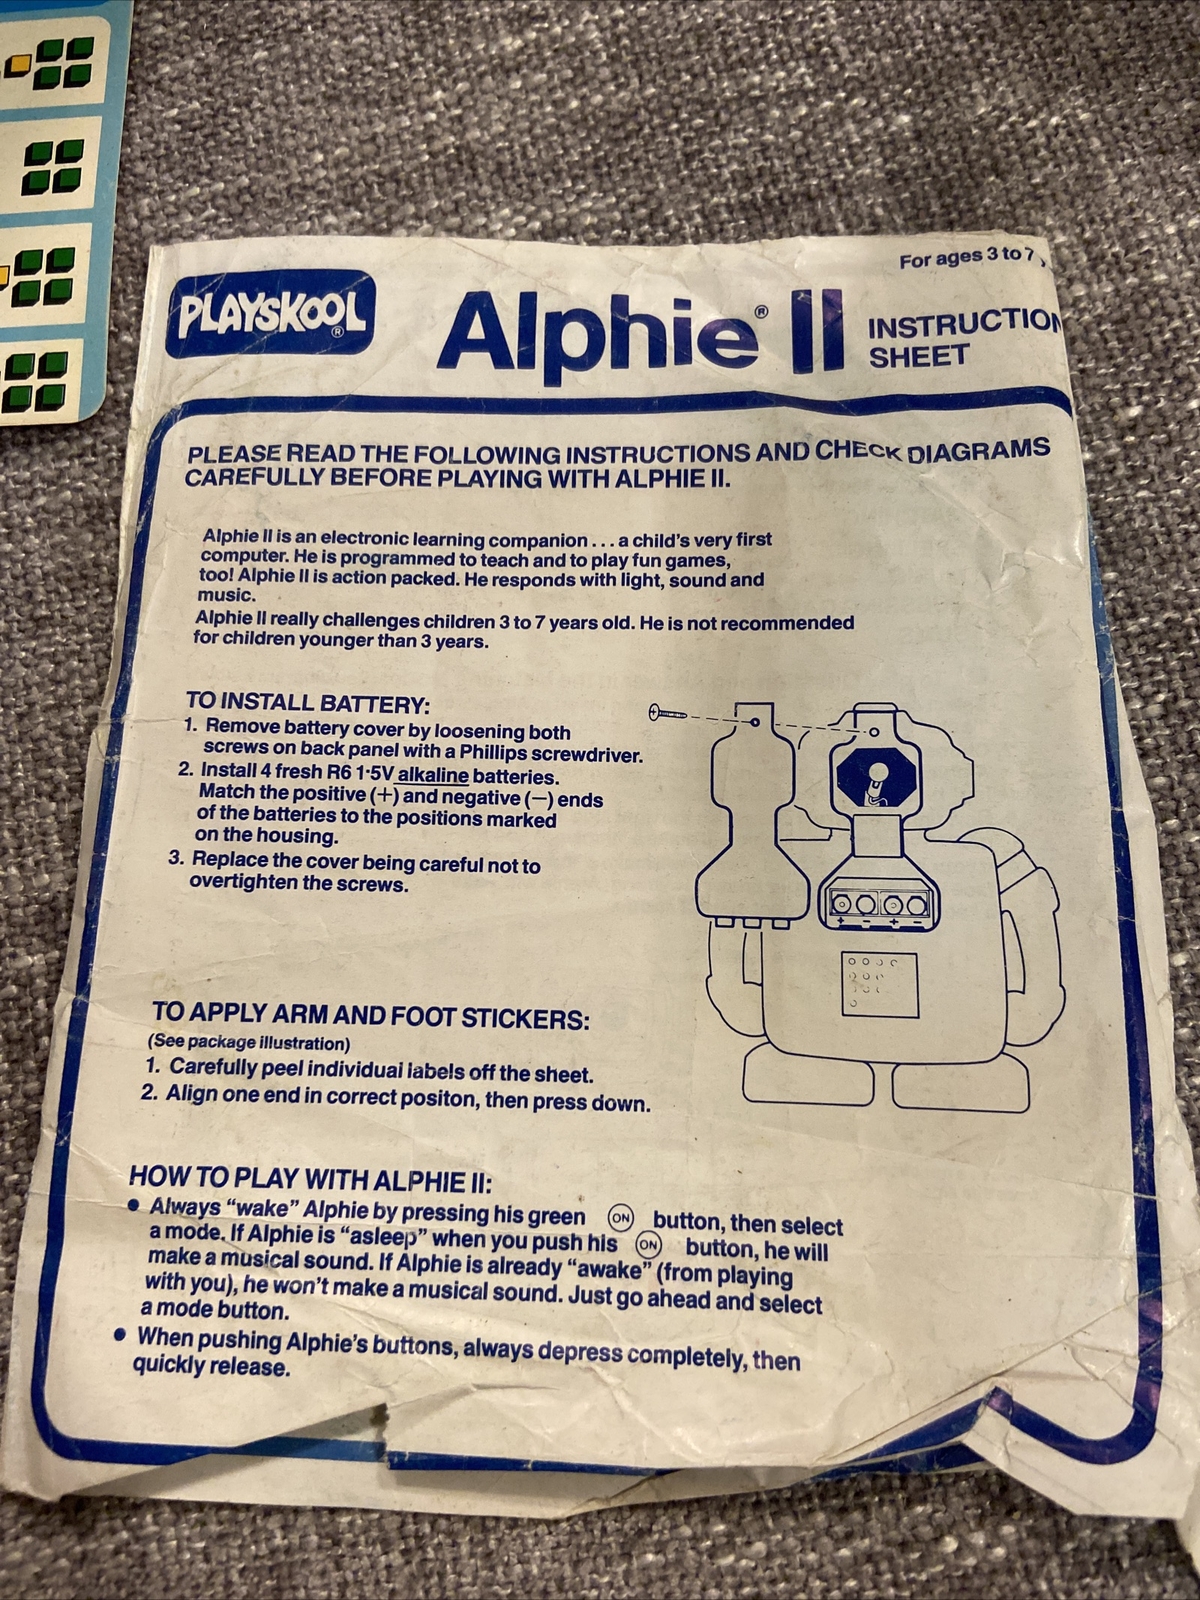 For ages 3 to 7
PLAYSKOOL®
Alphie® II
INSTRUCTION
SHEET
PLEASE READ THE FOLLOWING INSTRUCTIONS AND CHECK DIAGRAMS
CAREFULLY BEFORE PLAYING WITH ALPHIE II.
Alphie II is an electronic learning companion . . . a child's very first
computer. He is programmed to teach and to play fun games,
too! Alphie II is action packed. He responds with light, sound and
music.
Alphie II really challenges children 3 to 7 years old. He is not recommended
for children younger than 3 years.
TO INSTALL BATTERY:
1. Remove battery cover by loosening both
screws on back panel with a Phillips screwdriver.
2. Install 4 fresh R6 1·5V alkaline batteries.
Match the positive (+) and negative (—) ends
of the batteries to the positions marked
on the housing.
3. Replace the cover being careful not to
overtighten the screws.
+ − + −
TO APPLY ARM AND FOOT STICKERS:
(See package illustration)
1. Carefully peel individual labels off the sheet.
2. Align one end in correct positon, then press down.
HOW TO PLAY WITH ALPHIE II:
• Always "wake" Alphie by pressing his green ON button, then select
a mode. If Alphie is "asleep" when you push his ON button, he will
make a musical sound. If Alphie is already "awake" (from playing
with you), he won't make a musical sound. Just go ahead and select
a mode button.
• When pushing Alphie's buttons, always depress completely, then
quickly release.